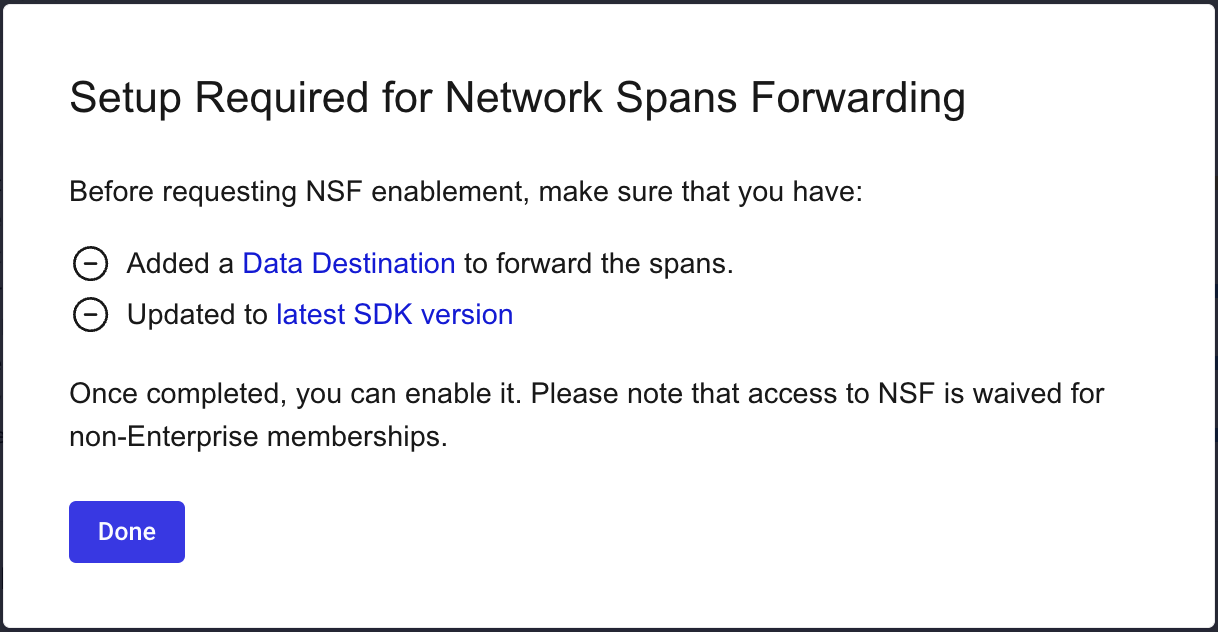 Setup Required for Network Spans Forwarding
Before requesting NSF enablement, make sure that you have:
Added a Data Destination to forward the spans.
Updated to latest SDK version
Once completed, you can enable it. Please note that access to NSF is waived for
non-Enterprise memberships.
Done